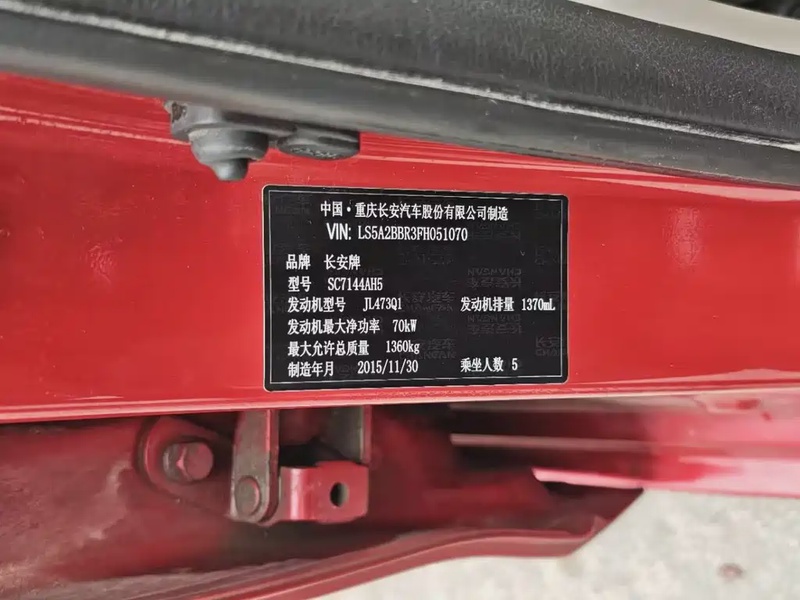 中国·重庆长安汽车股份有限公司制造
VIN: LS5A2BBR3FH051070
品牌 长安牌
型号 SC7144AH5
发动机型号 JL473Q1 发动机排量 1370mL
发动机最大净功率 70kW
最大允许总质量 1360kg
制造年月 2015/11/30 乘坐人数 5